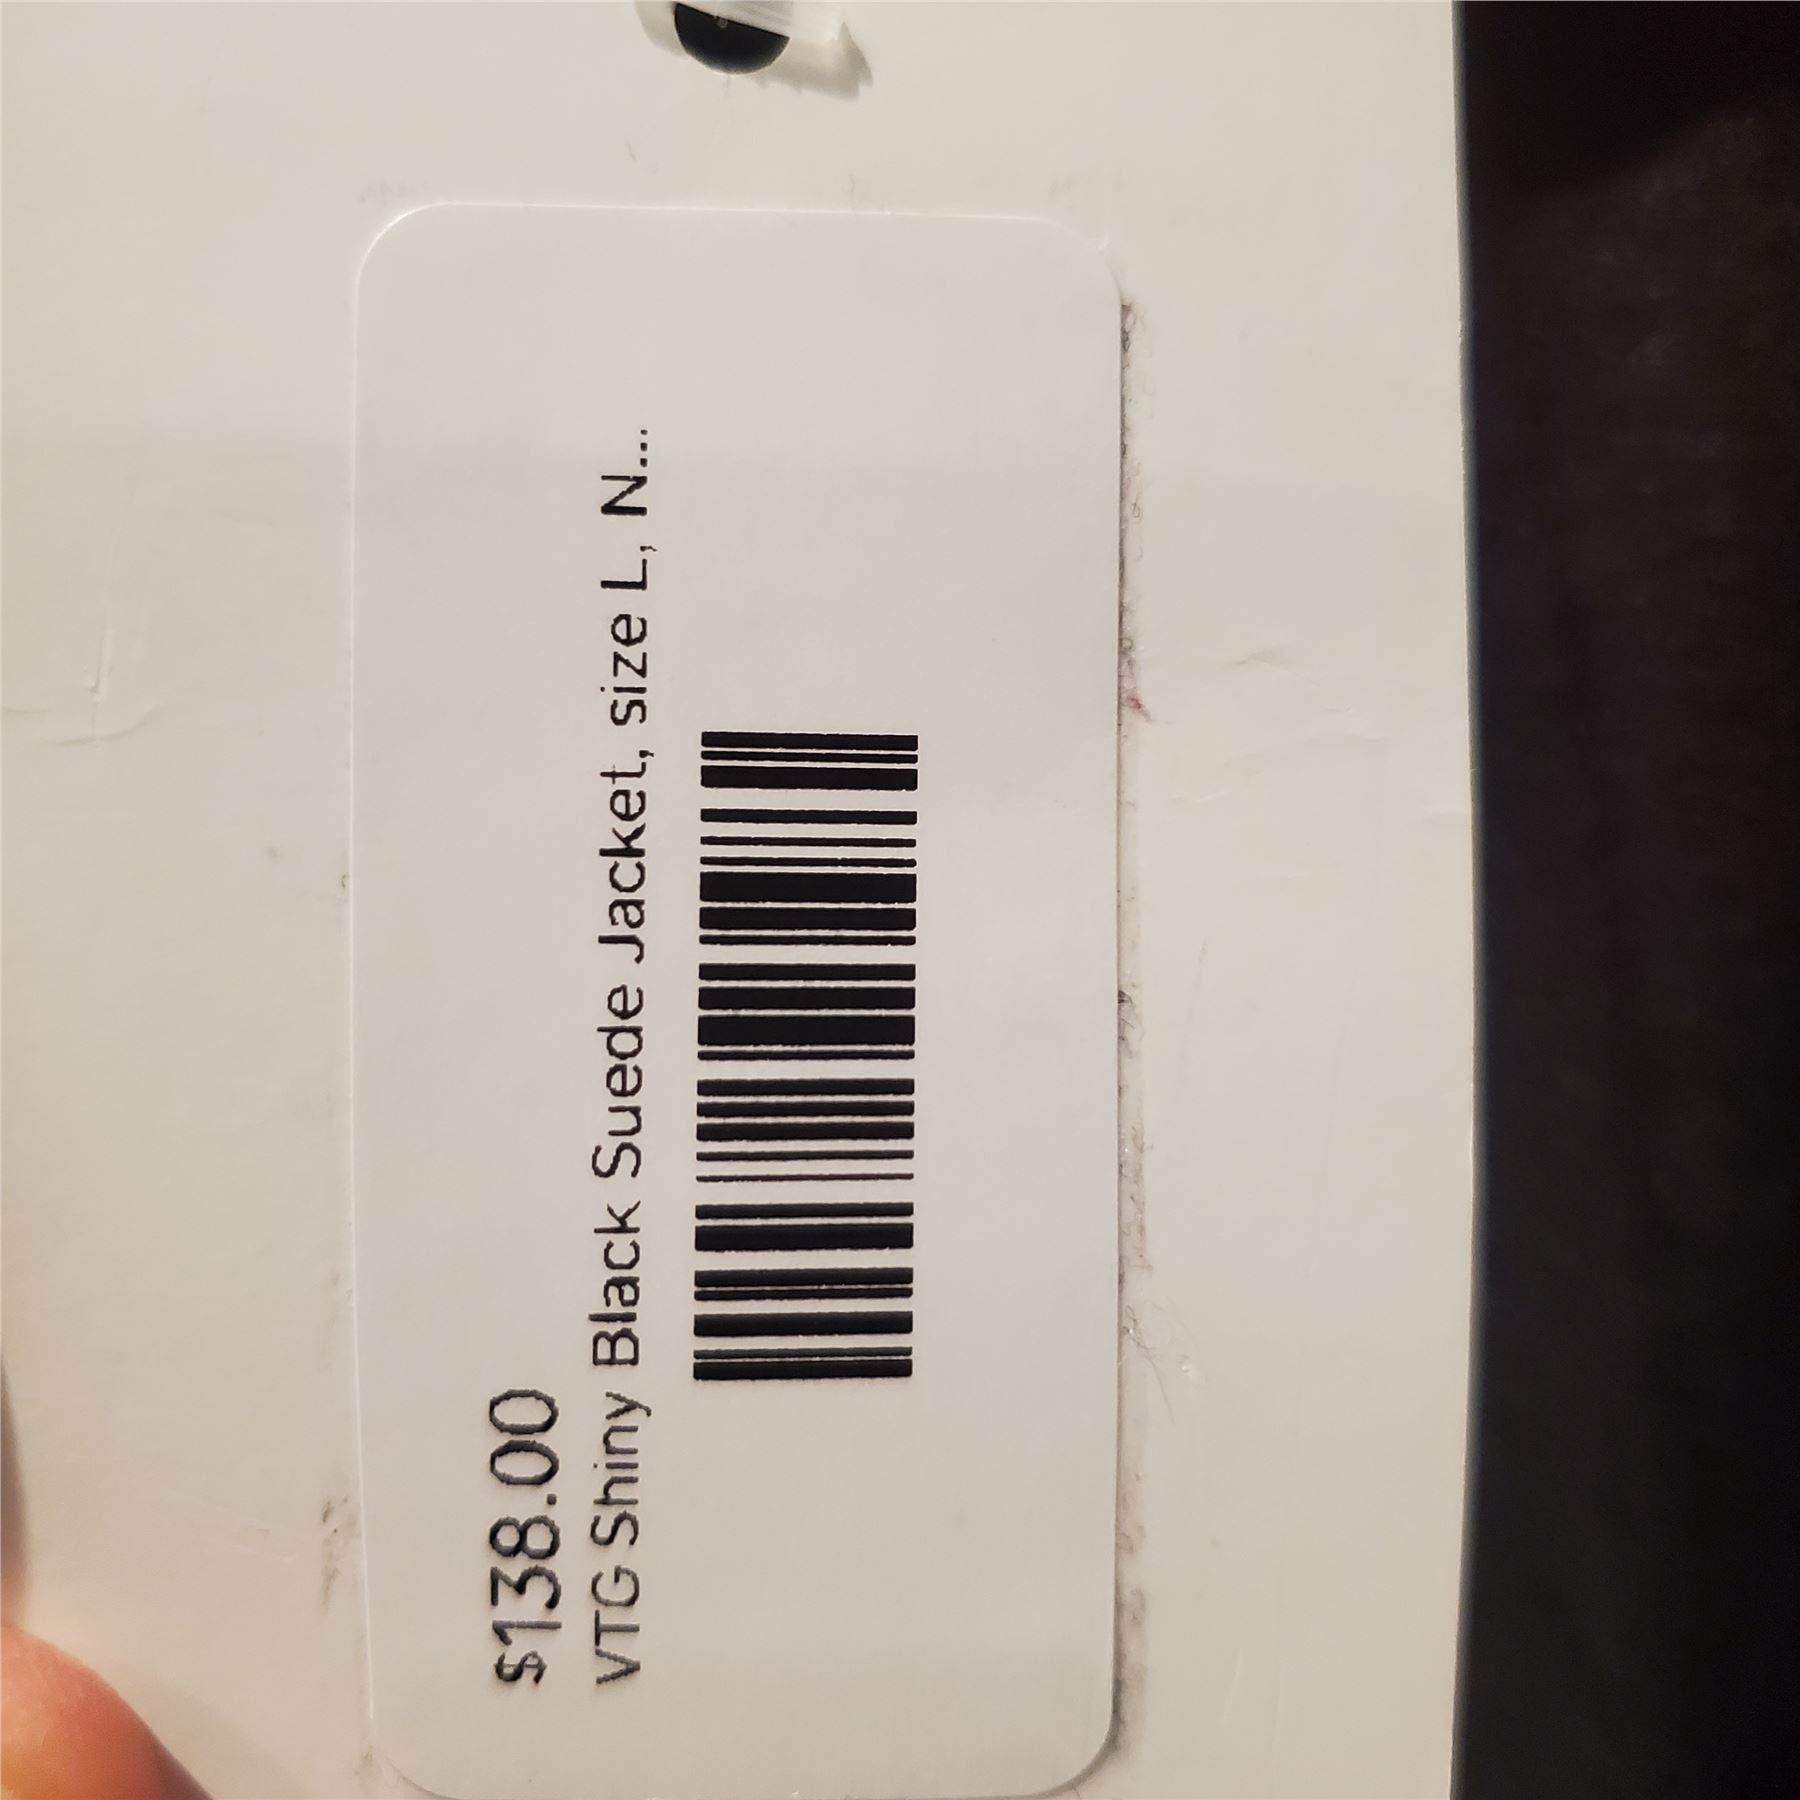 $138.00
VTG Shiny Black Suede Jacket, size L, N...